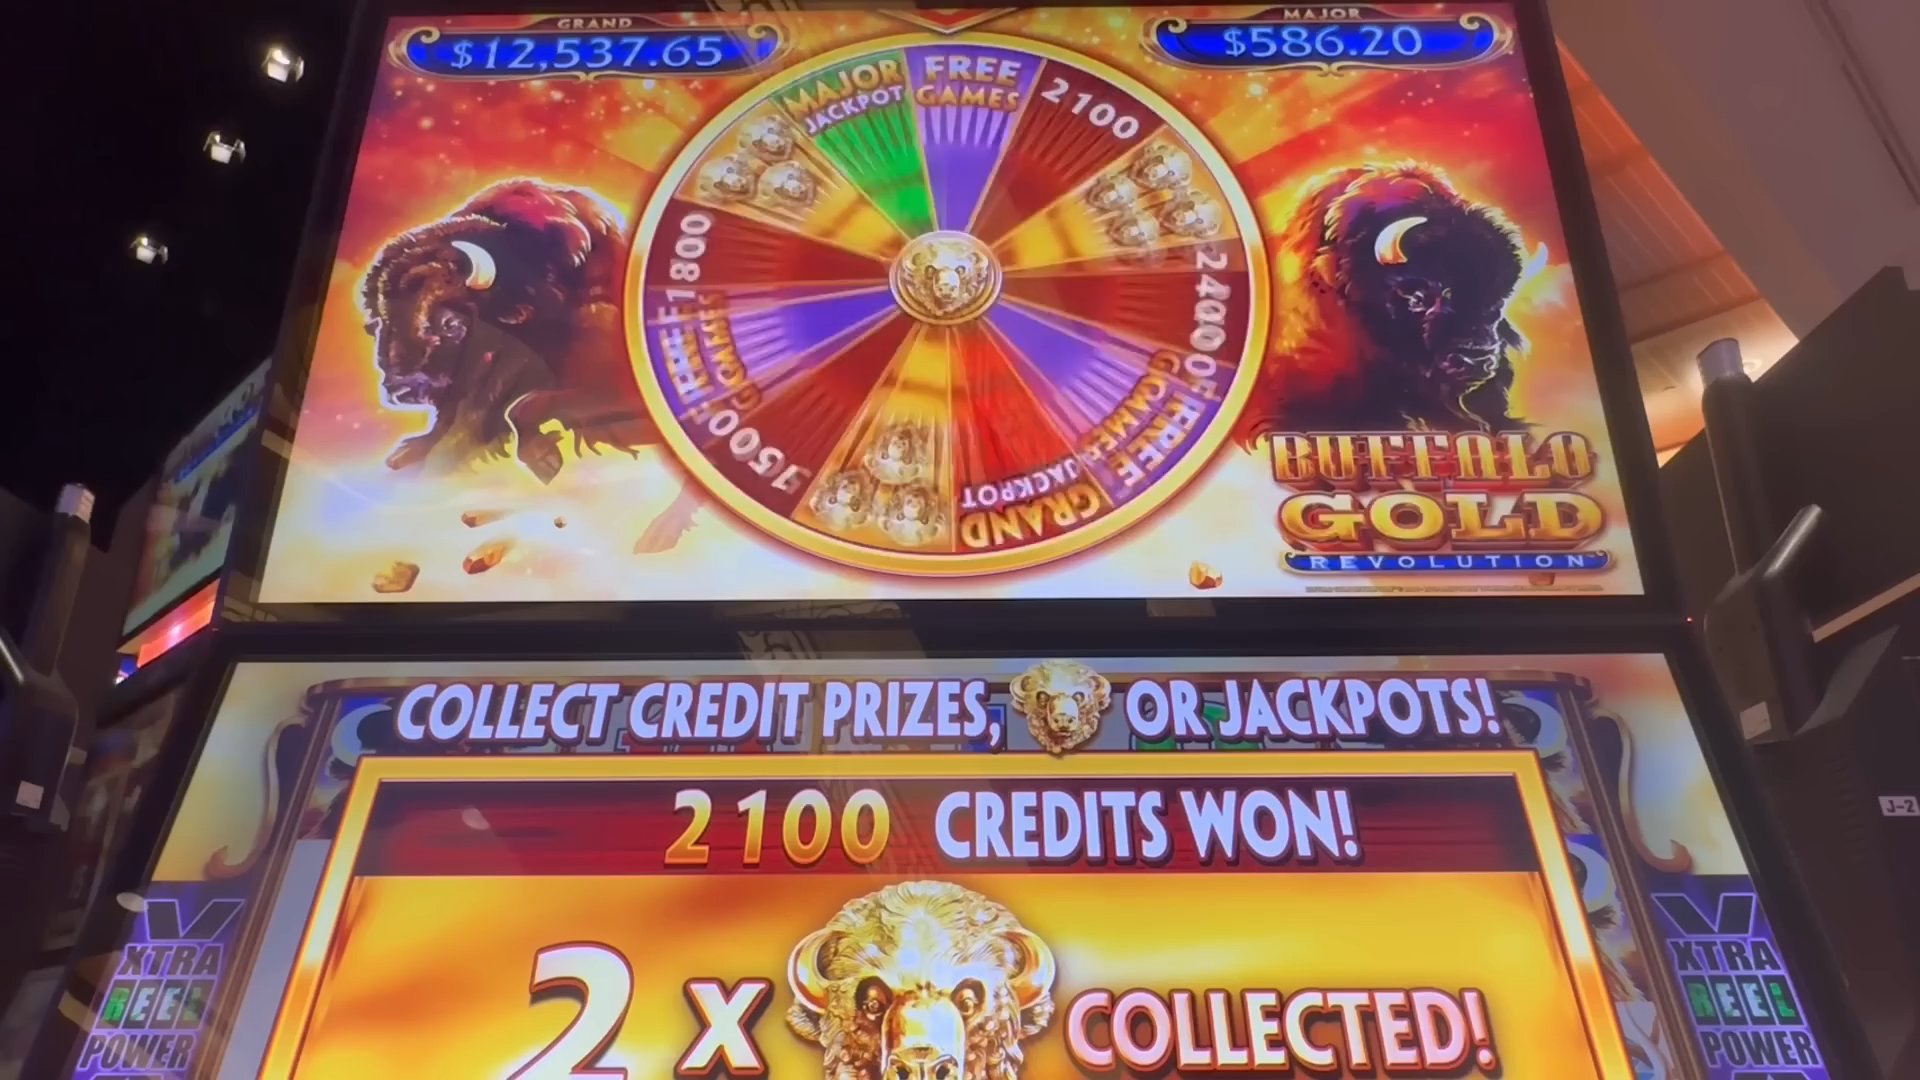 GRAND
$12,537.65
MAJOR
$586.20
MAJOR
JACKPOT
FREE
GAMES
2100
1800
FREE
GAMES
GRAND
JACKPOT
FREE
GAMES
BUFFALO
GOLD
REVOLUTION
COLLECT CREDIT PRIZES, OR JACKPOTS!
2100 CREDITS WON!
2 X COLLECTED!
XTRA
REEL
POWER
XTRA
REEL
POWER
J-2